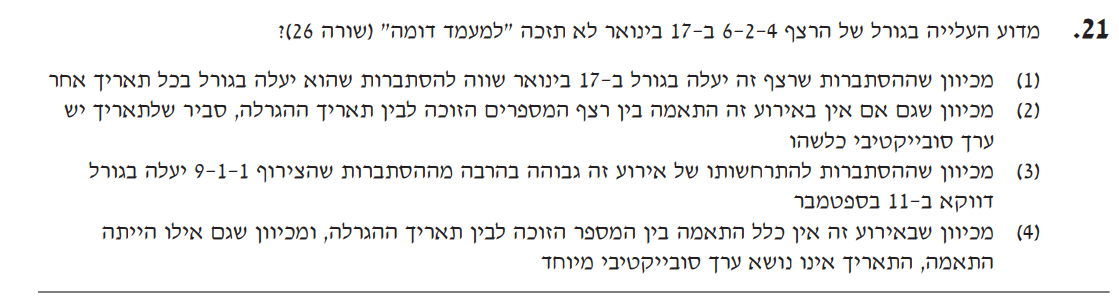 21. מדוע העלייה בגורל של הרצף 6-2-4 ב-17 בינואר לא תזכה "למעמד דומה" (שורה 26)?
(1) מכיוון שההסתברות שרצף זה יעלה בגורל ב-17 בינואר שווה להסתברות שהוא יעלה בגורל בכל תאריך אחר
(2) מכיוון שגם אם אין באירוע זה התאמה בין רצף המספרים הזוכה לבין תאריך ההגרלה, סביר שלתאריך יש
ערך סובייקטיבי כלשהו
(3) מכיוון שההסתברות להתרחשותו של אירוע זה גבוהה בהרבה מההסתברות שהצירוף 9-1-1 יעלה בגורל
דווקא ב-11 בספטמבר
(4) מכיוון שבאירוע זה אין כלל התאמה בין המספר הזוכה לבין תאריך ההגרלה, ומכיוון שגם אילו הייתה
התאמה, התאריך אינו נושא ערך סובייקטיבי מיוחד